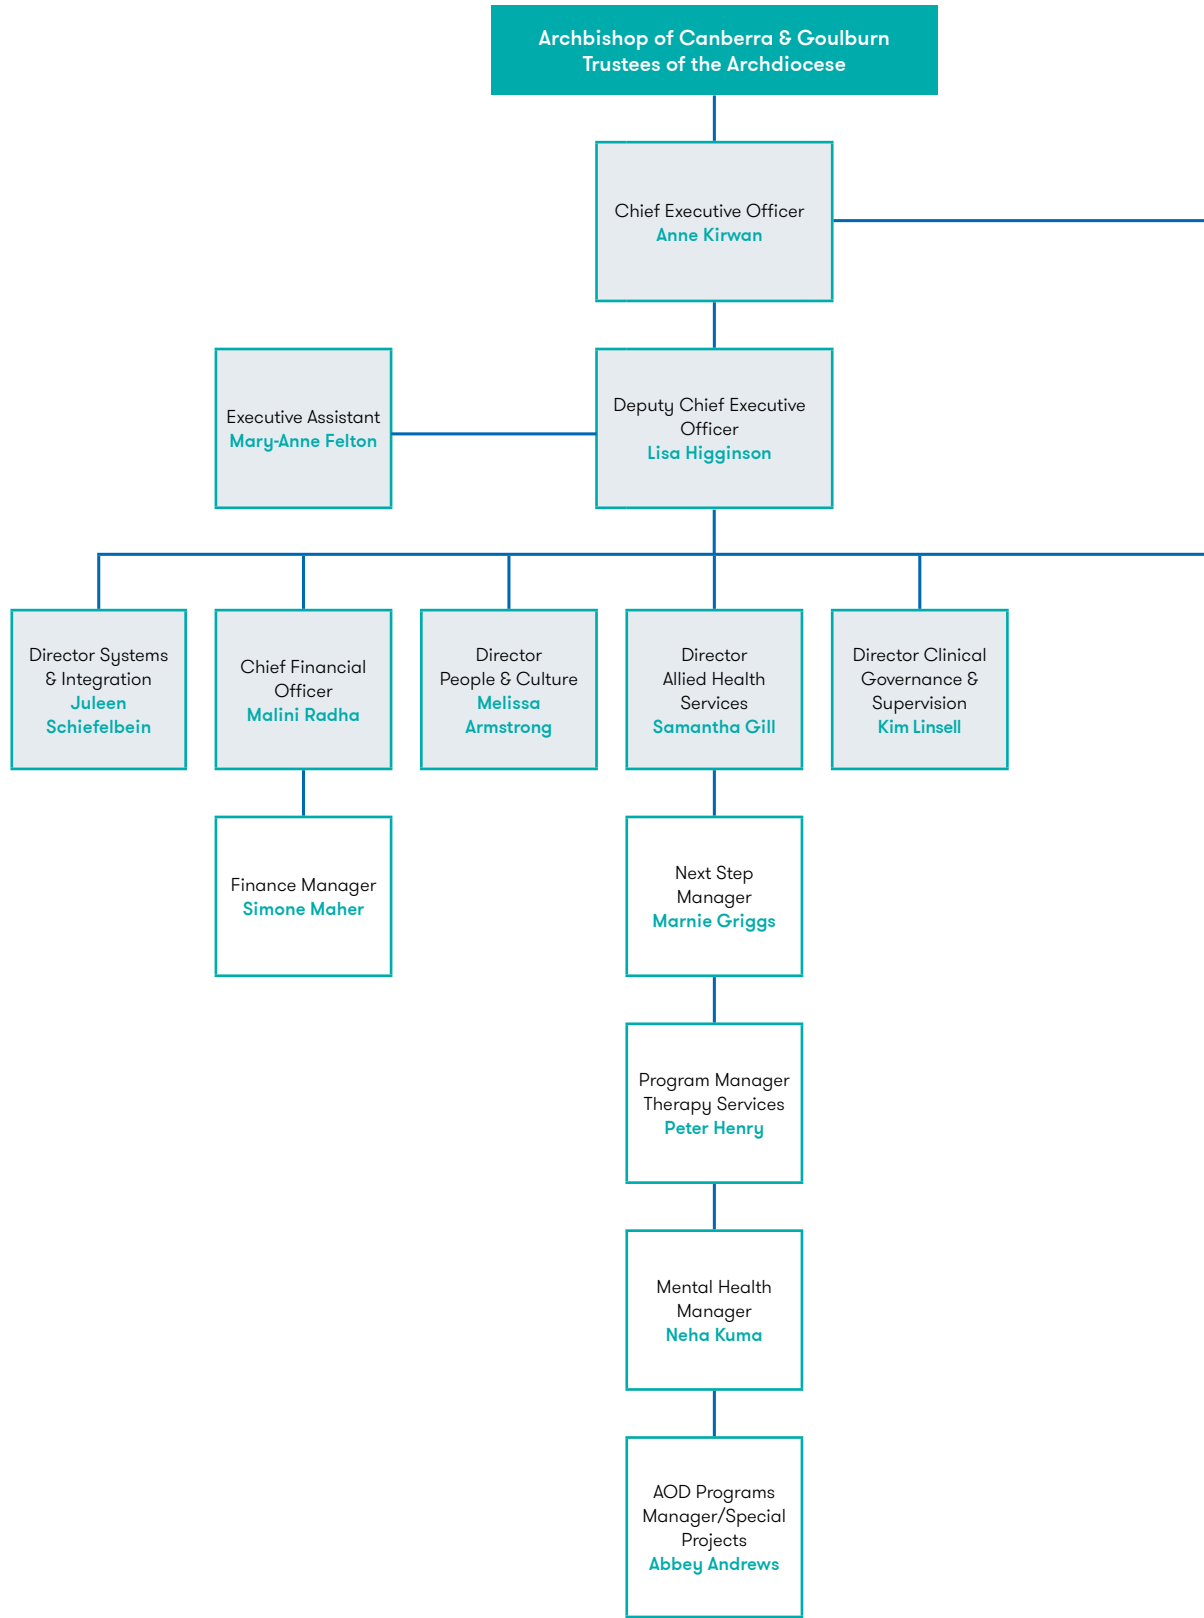 Archbishop of Canberra & Goulburn
Trustees of the Archdiocese
Chief Executive Officer
Anne Kirwan
Executive Assistant
Mary-Anne Felton
Deputy Chief Executive
Officer
Lisa Higginson
Director Systems
& Integration
Juleen
Schiefelbein
Chief Financial
Officer
Malini Radha
Director
People & Culture
Melissa
Armstrong
Director
Allied Health
Services
Samantha Gill
Director Clinical
Governance &
Supervision
Kim Linsell
Finance Manager
Simone Maher
Next Step
Manager
Marnie Griggs
Program Manager
Therapy Services
Peter Henry
Mental Health
Manager
Neha Kuma
AOD Programs
Manager/Special
Projects
Abbey Andrews